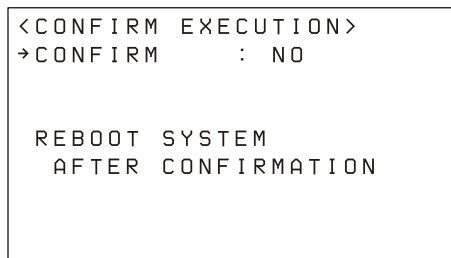 <CONFIRM EXECUTION>
→CONFIRM : NO
REBOOT SYSTEM
AFTER CONFIRMATION